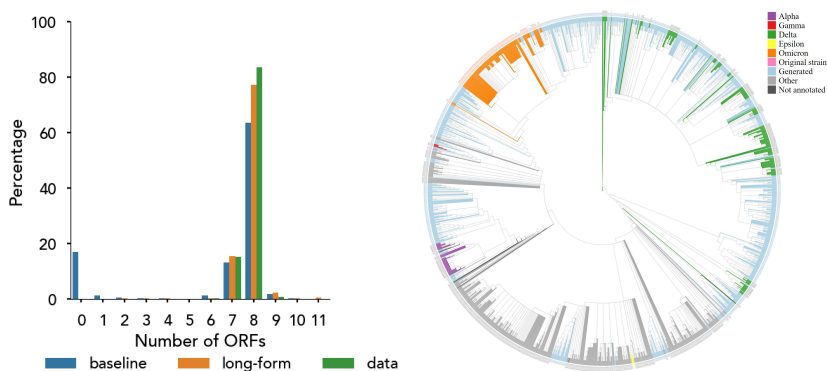 100
80
60
40
20
0
Percentage
0 1 2 3 4 5 6 7 8 9 10 11
Number of ORFs
baseline long-form data
Alpha
Gamma
Delta
Epsilon
Omicron
Original strain
Generated
Other
Not annotated